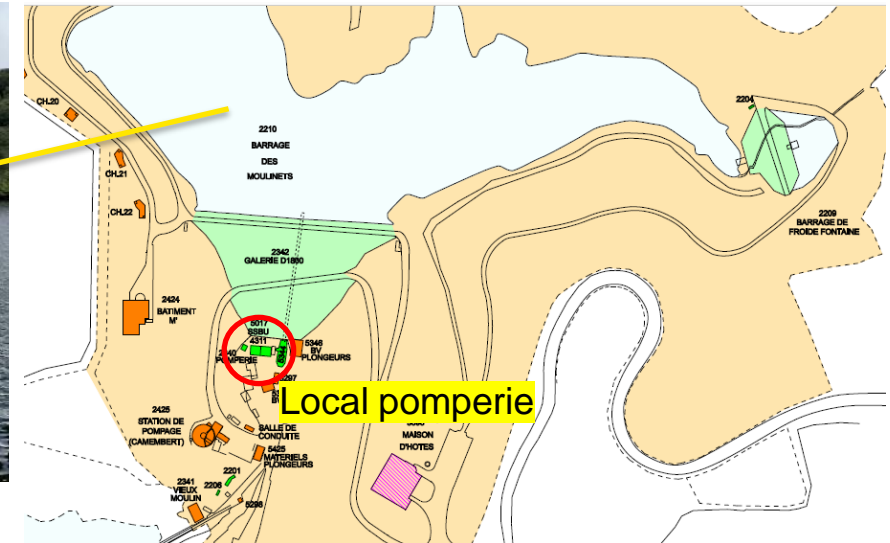 CH.20
2204
2210
BARRAGE
DES
MOULINETS
CH.21
CH.22
2209
BARRAGE DE
FROIDE FONTAINE
2342
GALERIE D1800
2424
BATIMENT
M'
5017
SSBU
4311
POMPERIE
5346
BV
PLONGEURS
Local pomperie
2425
STATION DE
POMPAGE
(CAMEMBERT)
SALLE DE
CONDUITE
MAISON
D'HOTES
5425
MATERIELS
PLONGEURS
2341
VIEUX
MOULIN
2201
2206
5298